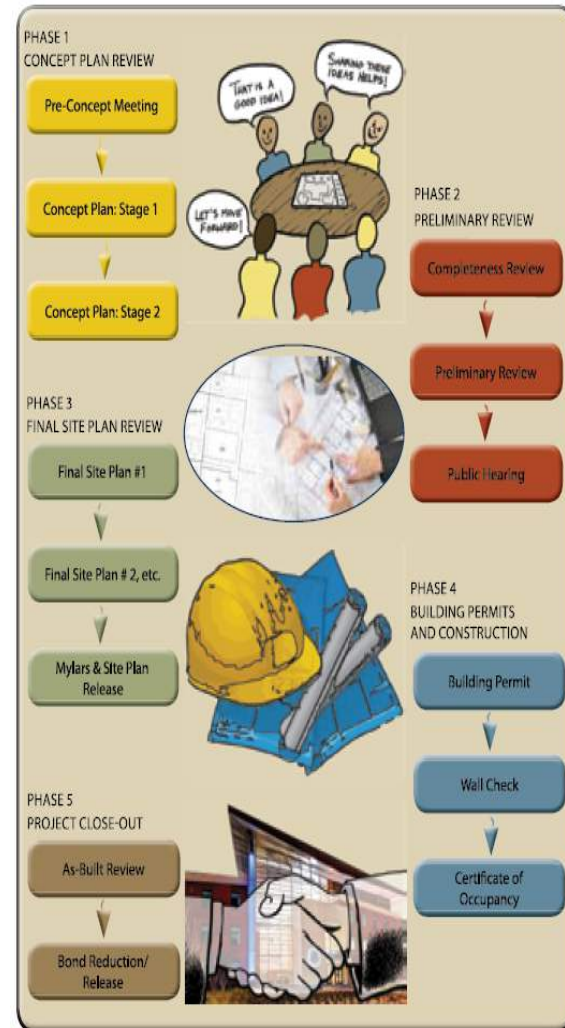 PHASE 1
CONCEPT PLAN REVIEW
Pre-Concept Meeting
Concept Plan: Stage 1
Concept Plan: Stage 2
THAT IS A
GOOD IDEA!
SHARING THESE
IDEAS HELPS!
LET'S MOVE
FORWARD!
PHASE 2
PRELIMINARY REVIEW
Completeness Review
Preliminary Review
Public Hearing
PHASE 3
FINAL SITE PLAN REVIEW
Final Site Plan #1
Final Site Plan # 2, etc.
Mylars & Site Plan
Release
PHASE 4
BUILDING PERMITS
AND CONSTRUCTION
Building Permit
Wall Check
Certificate of
Occupancy
PHASE 5
PROJECT CLOSE-OUT
As-Built Review
Bond Reduction/
Release